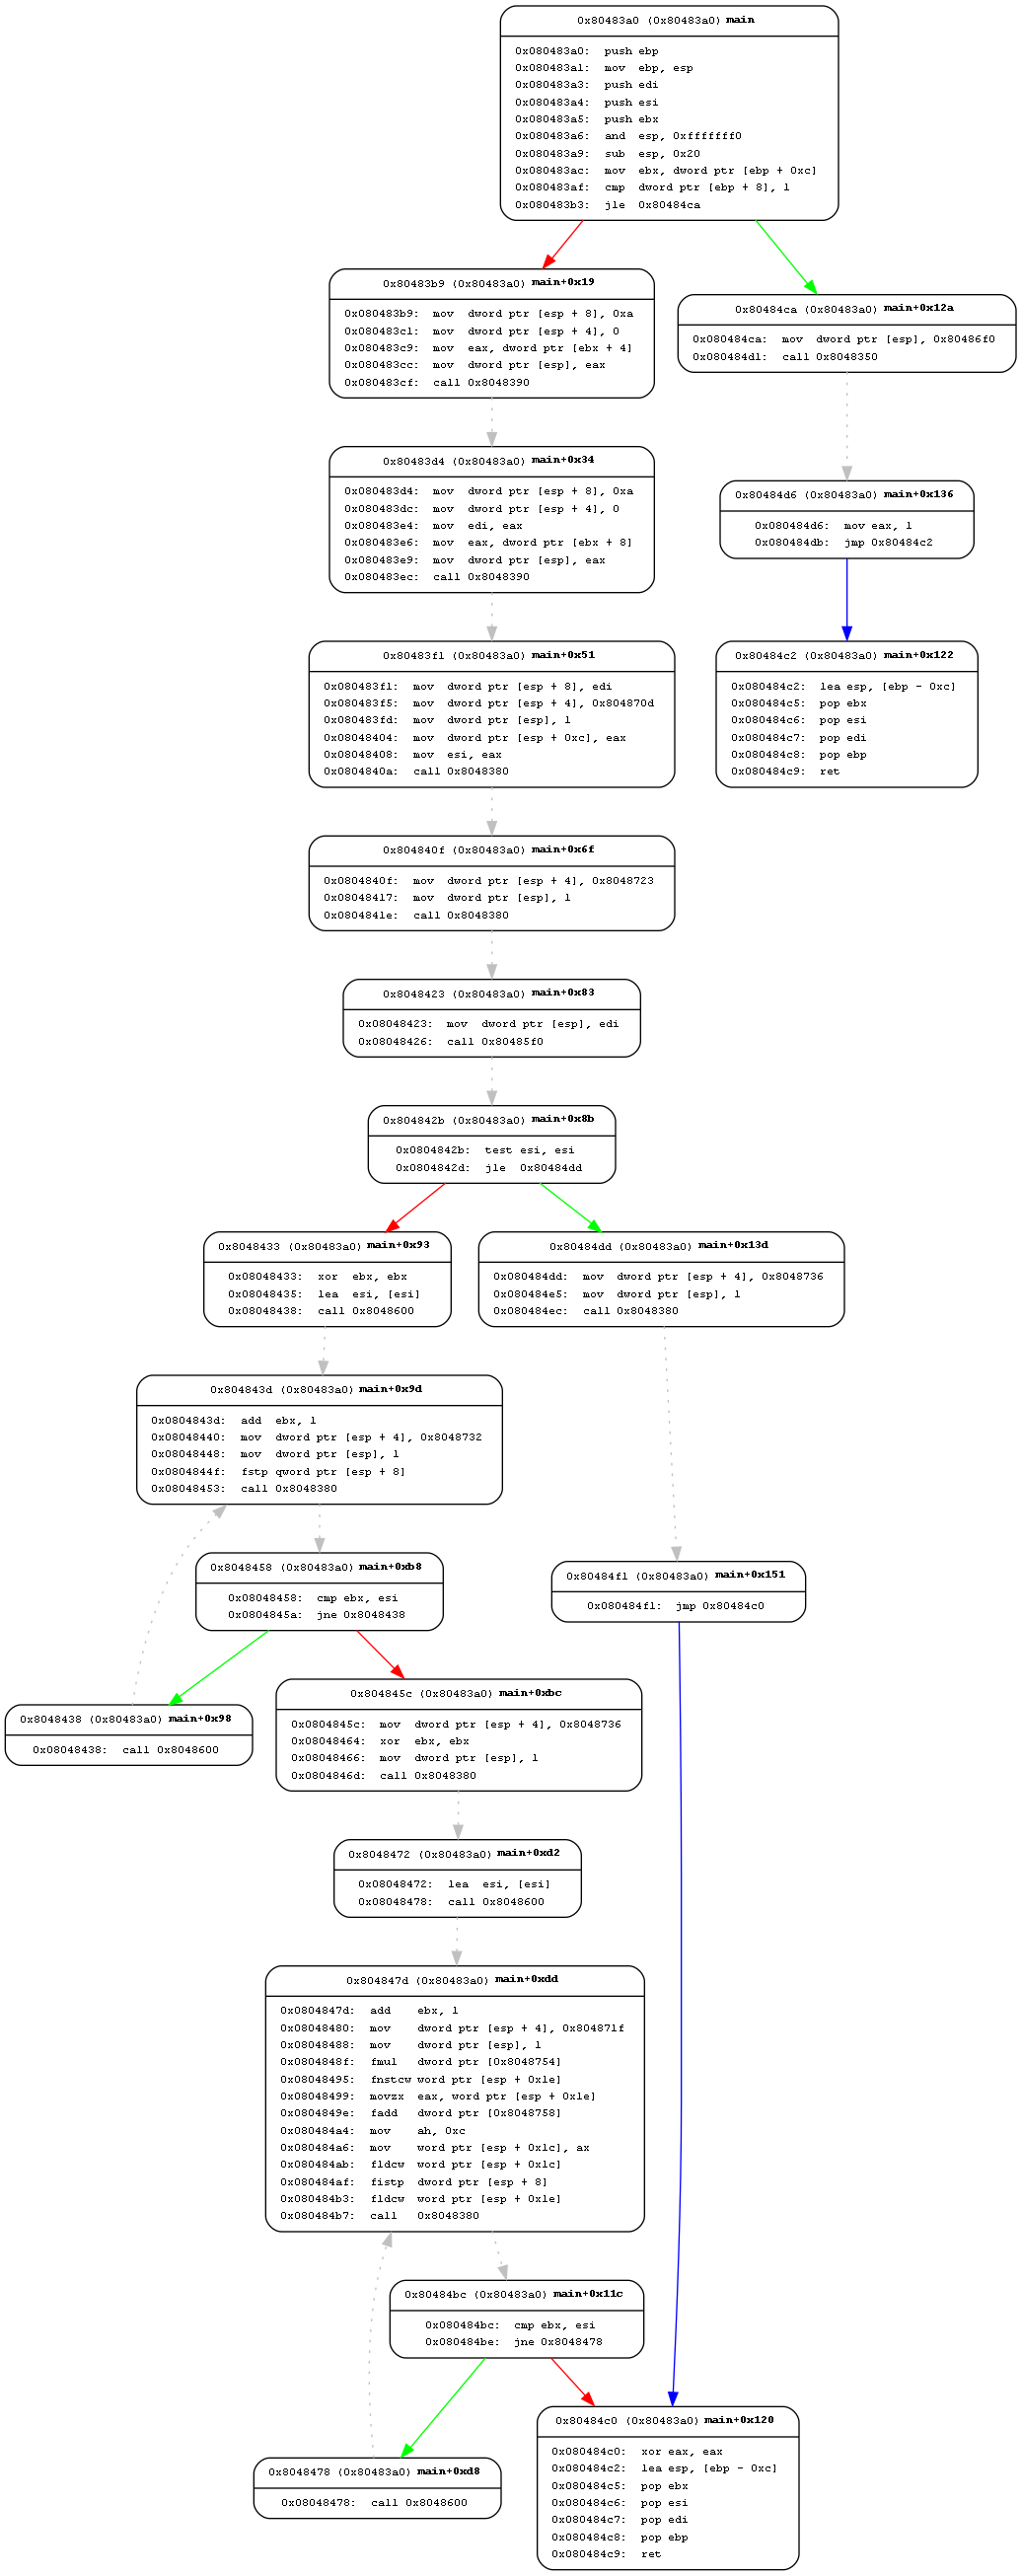 0x80483a0 (0x80483a0) main
0x080483a0: push ebp
0x080483a1: mov ebp, esp
0x080483a3: push edi
0x080483a4: push esi
0x080483a5: push ebx
0x080483a6: and esp, 0xfffffff0
0x080483a9: sub esp, 0x20
0x080483ac: mov ebx, dword ptr [ebp + 0xc]
0x080483af: cmp dword ptr [ebp + 8], 1
0x080483b3: jle 0x80484ca
0x80483b9 (0x80483a0) main+0x19
0x080483b9: mov dword ptr [esp + 8], 0xa
0x080483c1: mov dword ptr [esp + 4], 0
0x080483c9: mov eax, dword ptr [ebx + 4]
0x080483cc: mov dword ptr [esp], eax
0x080483cf: call 0x8048390
0x80484ca (0x80483a0) main+0x12a
0x080484ca: mov dword ptr [esp], 0x80486f0
0x080484d1: call 0x8048350
0x80483d4 (0x80483a0) main+0x34
0x080483d4: mov dword ptr [esp + 8], 0xa
0x080483dc: mov dword ptr [esp + 4], 0
0x080483e4: mov edi, eax
0x080483e6: mov eax, dword ptr [ebx + 8]
0x080483e9: mov dword ptr [esp], eax
0x080483ec: call 0x8048390
0x80484d6 (0x80483a0) main+0x136
0x080484d6: mov eax, 1
0x080484db: jmp 0x80484c2
0x80483f1 (0x80483a0) main+0x51
0x080483f1: mov dword ptr [esp + 8], edi
0x080483f5: mov dword ptr [esp + 4], 0x804870d
0x080483fd: mov dword ptr [esp], 1
0x08048404: mov dword ptr [esp + 0xc], eax
0x08048408: mov esi, eax
0x0804840a: call 0x8048380
0x80484c2 (0x80483a0) main+0x122
0x080484c2: lea esp, [ebp - 0xc]
0x080484c5: pop ebx
0x080484c6: pop esi
0x080484c7: pop edi
0x080484c8: pop ebp
0x080484c9: ret
0x804840f (0x80483a0) main+0x6f
0x0804840f: mov dword ptr [esp + 4], 0x8048723
0x08048417: mov dword ptr [esp], 1
0x0804841e: call 0x8048380
0x8048423 (0x80483a0) main+0x83
0x08048423: mov dword ptr [esp], edi
0x08048426: call 0x80485f0
0x804842b (0x80483a0) main+0x8b
0x0804842b: test esi, esi
0x0804842d: jle 0x80484dd
0x8048433 (0x80483a0) main+0x93
0x08048433: xor ebx, ebx
0x08048435: lea esi, [esi]
0x08048438: call 0x8048600
0x80484dd (0x80483a0) main+0x13d
0x080484dd: mov dword ptr [esp + 4], 0x8048736
0x080484e5: mov dword ptr [esp], 1
0x080484ec: call 0x8048380
0x804843d (0x80483a0) main+0x9d
0x0804843d: add ebx, 1
0x08048440: mov dword ptr [esp + 4], 0x8048732
0x08048448: mov dword ptr [esp], 1
0x0804844f: fstp qword ptr [esp + 8]
0x08048453: call 0x8048380
0x8048458 (0x80483a0) main+0xb8
0x08048458: cmp ebx, esi
0x0804845a: jne 0x8048438
0x80484f1 (0x80483a0) main+0x151
0x080484f1: jmp 0x80484c0
0x8048438 (0x80483a0) main+0x98
0x08048438: call 0x8048600
0x804845c (0x80483a0) main+0xbc
0x0804845c: mov dword ptr [esp + 4], 0x8048736
0x08048464: xor ebx, ebx
0x08048466: mov dword ptr [esp], 1
0x0804846d: call 0x8048380
0x8048472 (0x80483a0) main+0xd2
0x08048472: lea esi, [esi]
0x08048478: call 0x8048600
0x804847d (0x80483a0) main+0xdd
0x0804847d: add ebx, 1
0x08048480: mov dword ptr [esp + 4], 0x804871f
0x08048488: mov dword ptr [esp], 1
0x0804848f: fmul dword ptr [0x8048754]
0x08048495: fnstcw word ptr [esp + 0x1e]
0x08048499: movzx eax, word ptr [esp + 0x1e]
0x0804849e: fadd dword ptr [0x8048758]
0x080484a4: mov ah, 0xc
0x080484a6: mov word ptr [esp + 0x1c], ax
0x080484ab: fldcw word ptr [esp + 0x1c]
0x080484af: fistp dword ptr [esp + 8]
0x080484b3: fldcw word ptr [esp + 0x1e]
0x080484b7: call 0x8048380
0x80484bc (0x80483a0) main+0x11c
0x080484bc: cmp ebx, esi
0x080484be: jne 0x8048478
0x80484c0 (0x80483a0) main+0x120
0x080484c0: xor eax, eax
0x080484c2: lea esp, [ebp - 0xc]
0x080484c5: pop ebx
0x080484c6: pop esi
0x080484c7: pop edi
0x080484c8: pop ebp
0x080484c9: ret
0x8048478 (0x80483a0) main+0xd8
0x08048478: call 0x8048600